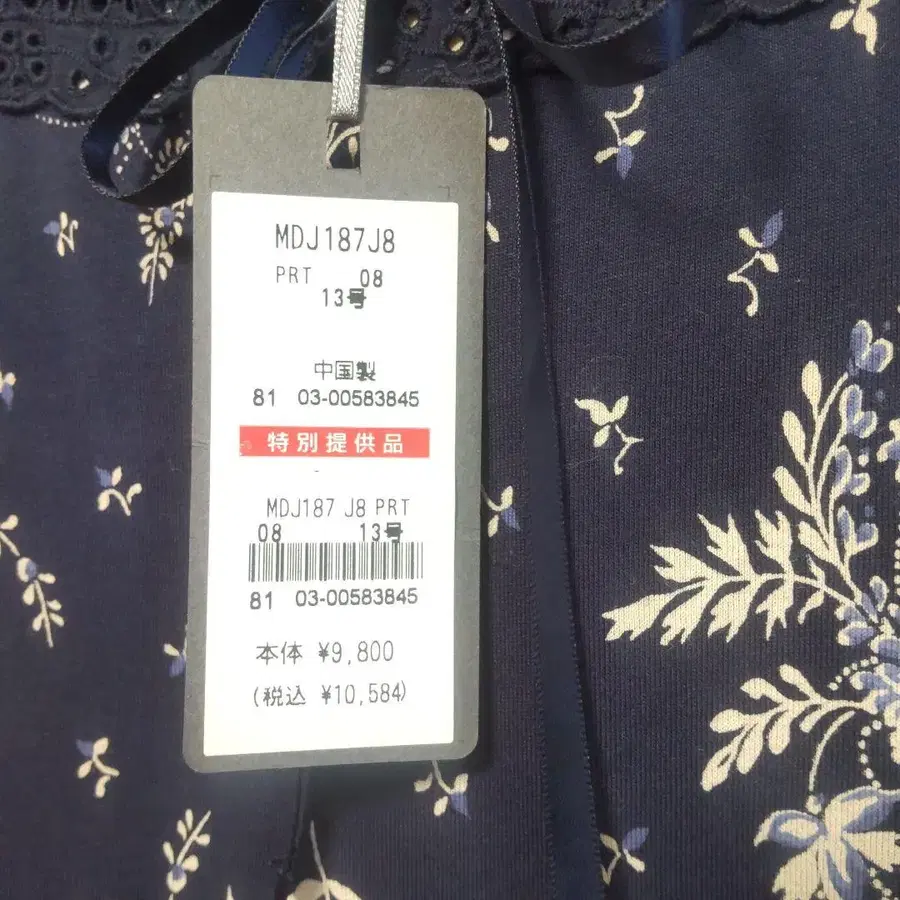 MDJ187J8
PRT 08
13号
中国製
81 03-00583845
特別提供品
MDJ187 J8 PRT
08 13号
81 03-00583845
本体 ¥9,800
(税込 ¥10,584)